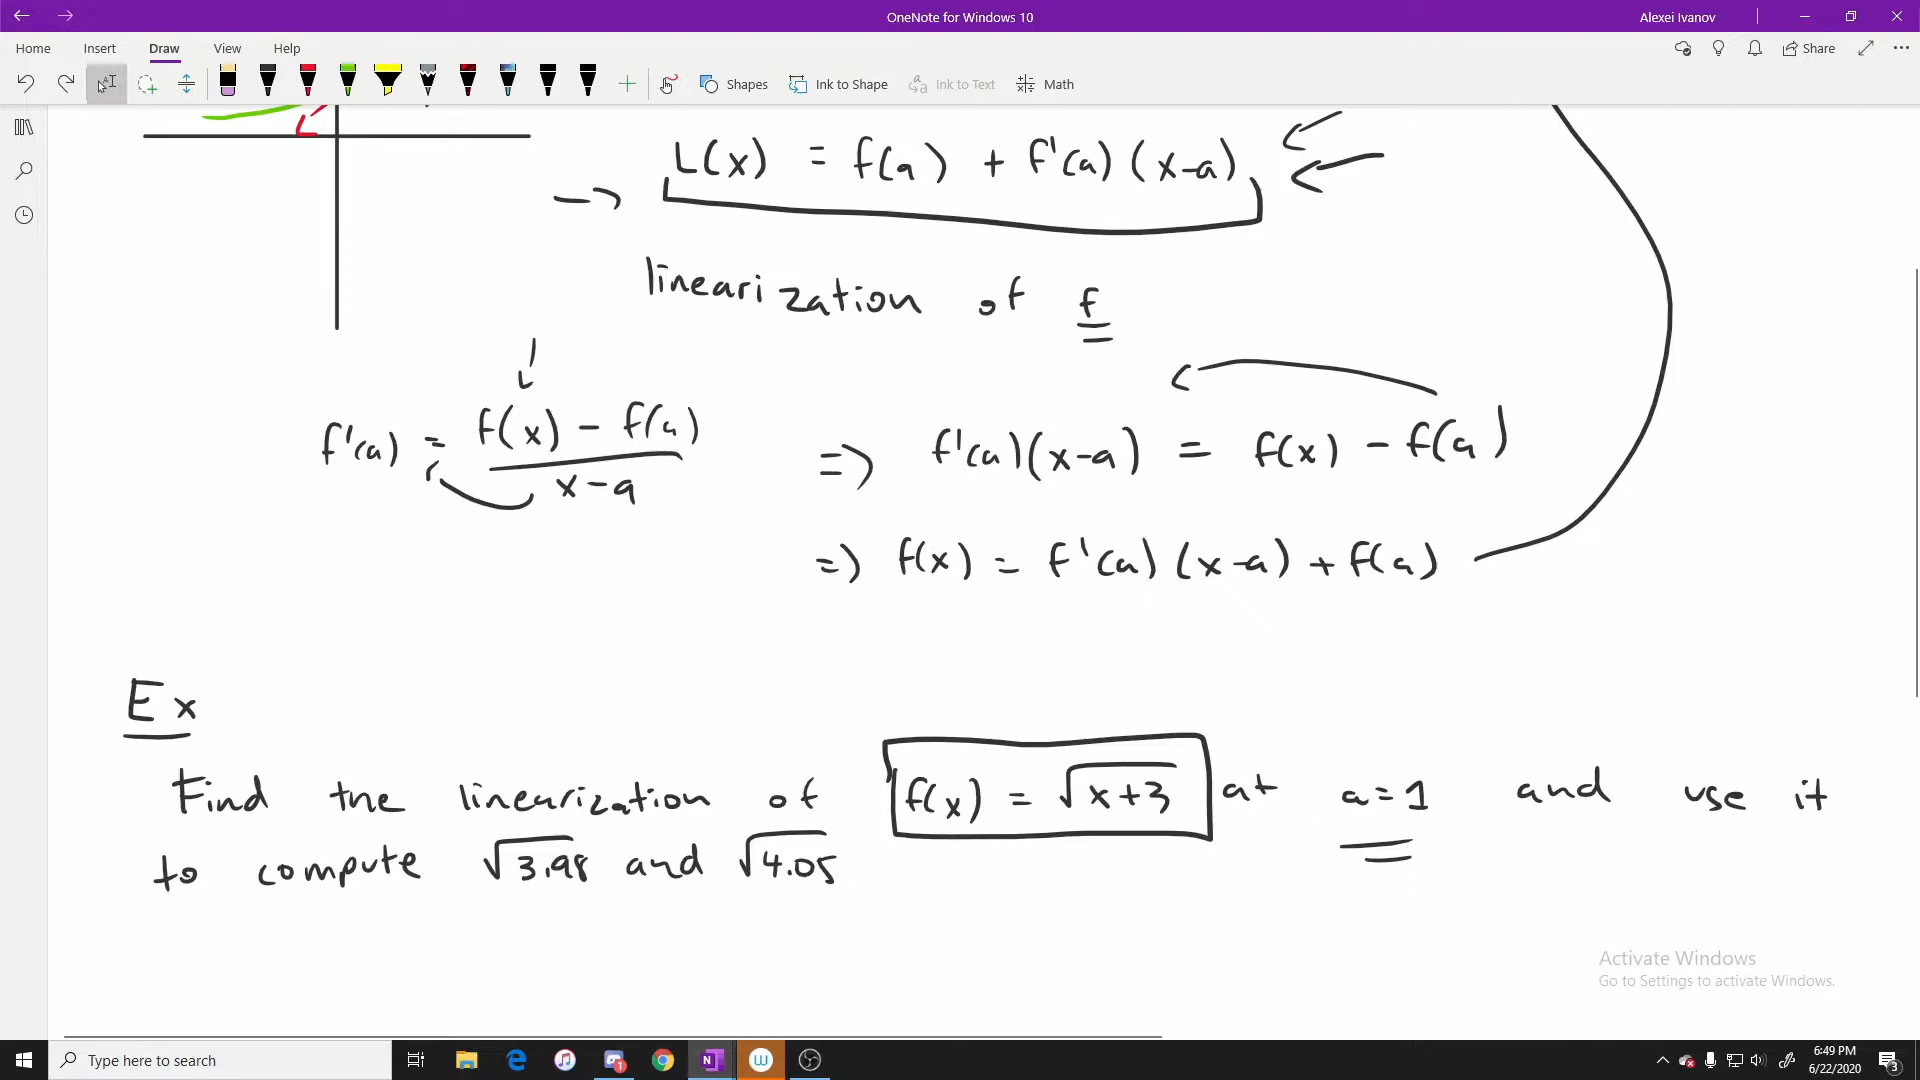 OneNote for Windows 10
Alexei Ivanov
Home Insert Draw View Help
Share
Shapes Ink to Shape Ink to Text Math
L(x) = f(a) + f'(a)(x-a)
linearization of f
f'(a) = f(x) - f(a) / x-a => f'(a)(x-a) = f(x) - f(a)
=> f(x) = f'(a)(x-a) + f(a)
Ex
Find the linearization of f(x) = √x+3 at a=1 and use it
to compute √3.98 and √4.05
Activate Windows
Go to Settings to activate Windows.
Type here to search
6:49 PM
6/22/2020